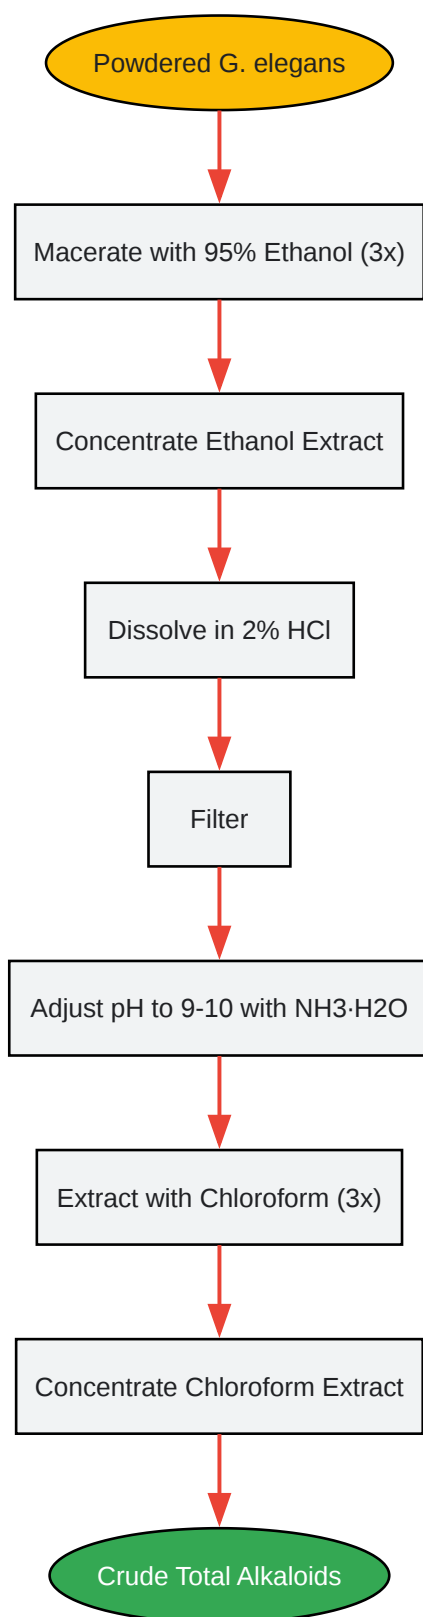 Powdered G. elegans
Macerate with 95% Ethanol (3x)
Concentrate Ethanol Extract
Dissolve in 2% HCl
Filter
Adjust pH to 9-10 with NH3·H2O
Extract with Chloroform (3x)
Concentrate Chloroform Extract
Crude Total Alkaloids